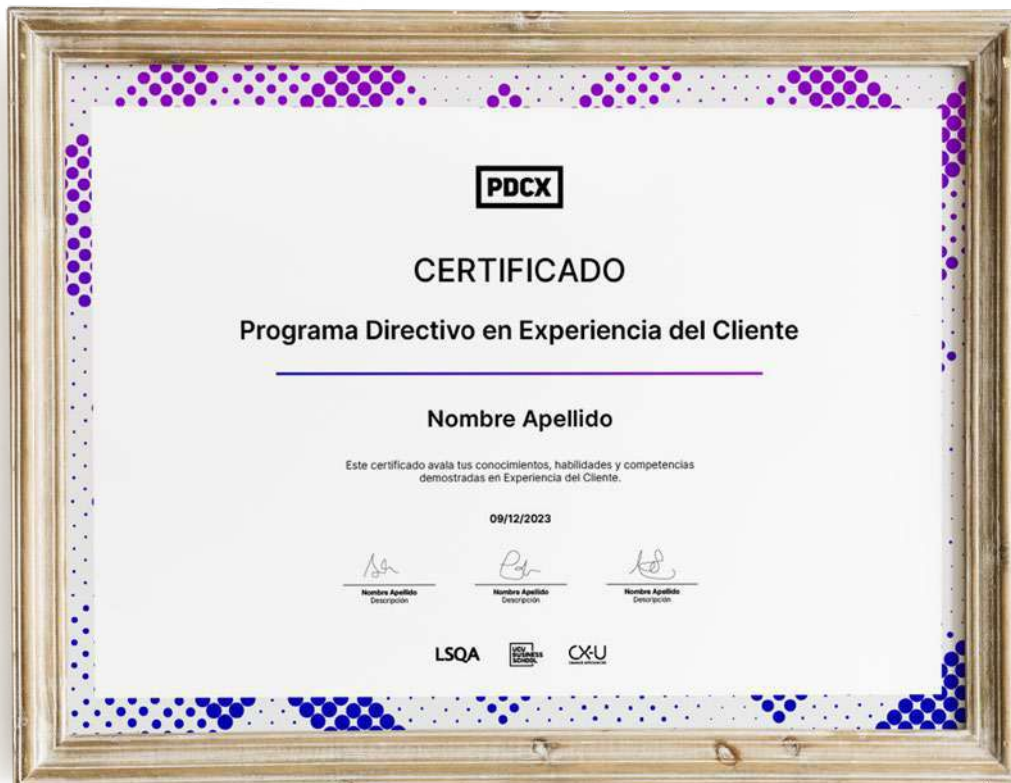 PDCX
CERTIFICADO
Programa Directivo en Experiencia del Cliente
Nombre Apellido
Este certificado avala tus conocimientos, habilidades y competencias
demostradas en Experiencia del Cliente.
09/12/2023
Nombre Apellido Nombre Apellido Nombre Apellido
Descripción Descripción Descripción
LSQA UCU BUSINESS SCHOOL CX-U